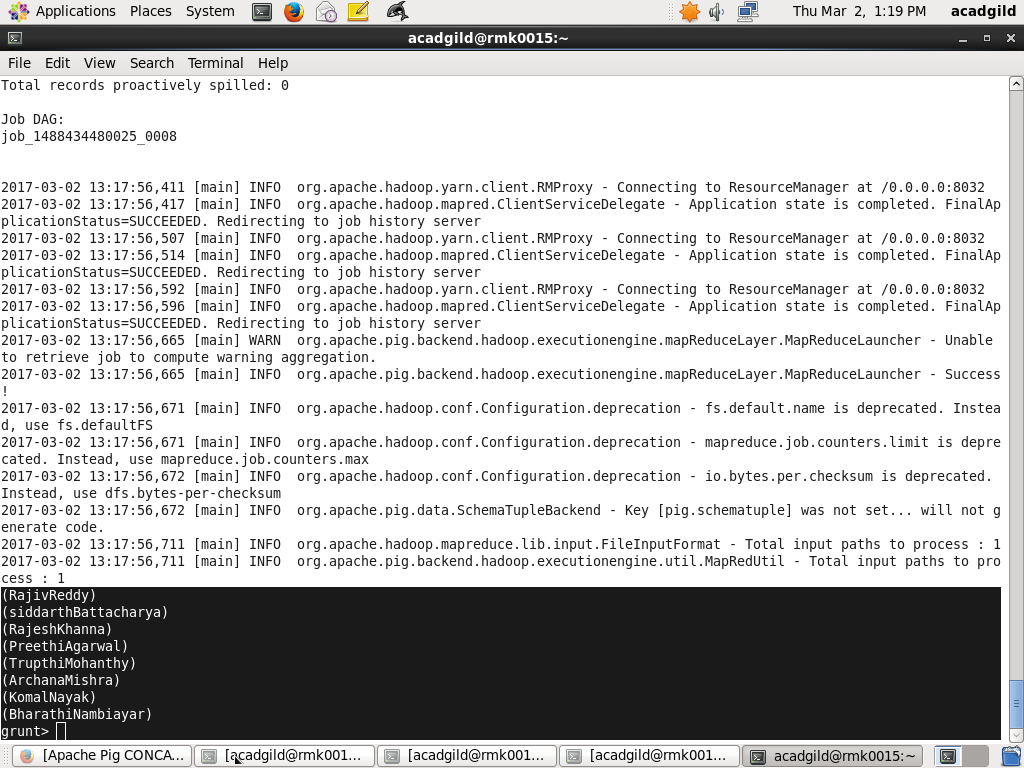 Applications Places System Thu Mar 2, 1:19 PM acadgild
acadgild@rmk0015:~
File Edit View Search Terminal Help
Total records proactively spilled: 0
Job DAG:
job_1488434480025_0008
2017-03-02 13:17:56,411 [main] INFO  org.apache.hadoop.yarn.client.RMProxy - Connecting to ResourceManager at /0.0.0.0:8032
2017-03-02 13:17:56,417 [main] INFO  org.apache.hadoop.mapred.ClientServiceDelegate - Application state is completed. FinalAp
plicationStatus=SUCCEEDED. Redirecting to job history server
2017-03-02 13:17:56,507 [main] INFO  org.apache.hadoop.yarn.client.RMProxy - Connecting to ResourceManager at /0.0.0.0:8032
2017-03-02 13:17:56,514 [main] INFO  org.apache.hadoop.mapred.ClientServiceDelegate - Application state is completed. FinalAp
plicationStatus=SUCCEEDED. Redirecting to job history server
2017-03-02 13:17:56,592 [main] INFO  org.apache.hadoop.yarn.client.RMProxy - Connecting to ResourceManager at /0.0.0.0:8032
2017-03-02 13:17:56,596 [main] INFO  org.apache.hadoop.mapred.ClientServiceDelegate - Application state is completed. FinalAp
plicationStatus=SUCCEEDED. Redirecting to job history server
2017-03-02 13:17:56,665 [main] WARN  org.apache.pig.backend.hadoop.executionengine.mapReduceLayer.MapReduceLauncher - Unable
to retrieve job to compute warning aggregation.
2017-03-02 13:17:56,665 [main] INFO  org.apache.pig.backend.hadoop.executionengine.mapReduceLayer.MapReduceLauncher - Success
!
2017-03-02 13:17:56,671 [main] INFO  org.apache.hadoop.conf.Configuration.deprecation - fs.default.name is deprecated. Instea
d, use fs.defaultFS
2017-03-02 13:17:56,671 [main] INFO  org.apache.hadoop.conf.Configuration.deprecation - mapreduce.job.counters.limit is depre
cated. Instead, use mapreduce.job.counters.max
2017-03-02 13:17:56,672 [main] INFO  org.apache.hadoop.conf.Configuration.deprecation - io.bytes.per.checksum is deprecated.
Instead, use dfs.bytes-per-checksum
2017-03-02 13:17:56,672 [main] INFO  org.apache.pig.data.SchemaTupleBackend - Key [pig.schematuple] was not set... will not g
enerate code.
2017-03-02 13:17:56,711 [main] INFO  org.apache.hadoop.mapreduce.lib.input.FileInputFormat - Total input paths to process : 1
2017-03-02 13:17:56,711 [main] INFO  org.apache.pig.backend.hadoop.executionengine.util.MapRedUtil - Total input paths to pro
cess : 1
(RajivReddy)
(siddarthBattacharya)
(RajeshKhanna)
(PreethiAgarwal)
(TrupthiMohanthy)
(ArchanaMishra)
(KomalNayak)
(BharathiNambiayar)
grunt>
[Apache Pig CONCA... [acadgild@rmk001... [acadgild@rmk001... [acadgild@rmk001... acadgild@rmk0015:~